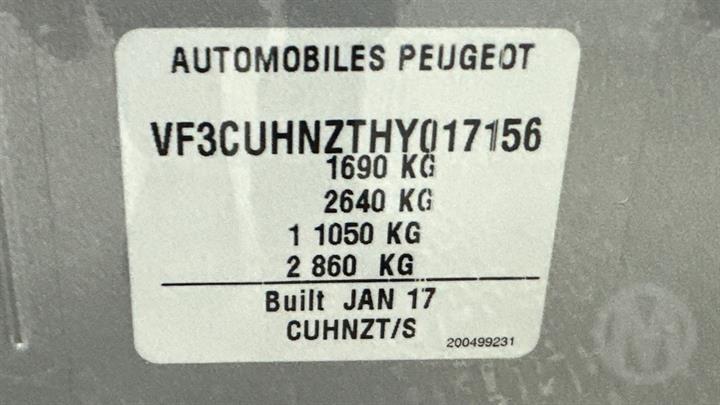 AUTOMOBILES PEUGEOT
VF3CUHNZTHY017156
1690 KG
2640 KG
1 1050 KG
2 860 KG
Built JAN 17
CUHNZT/S
200499231